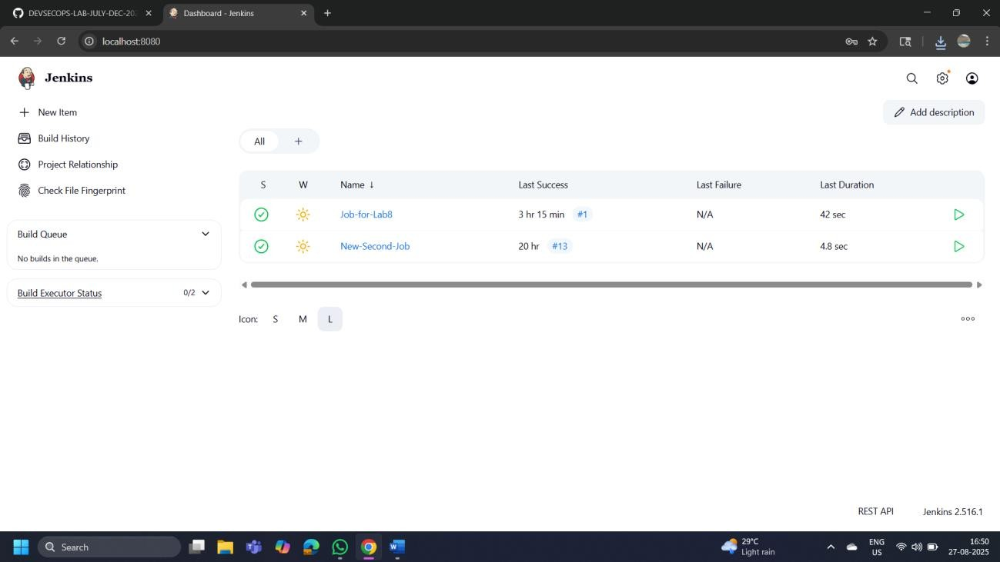 DEVSECOPS-LAB-JULY-DEC-202
Dashboard - Jenkins
localhost:8080
Jenkins
New Item
Add description
Build History
All
Project Relationship
Check File Fingerprint
S W Name ↓ Last Success Last Failure Last Duration
Job-for-Lab8 3 hr 15 min #1 N/A 42 sec
New-Second-Job 20 hr #13 N/A 4.8 sec
Build Queue
No builds in the queue.
Build Executor Status 0/2
Icon: S M L
REST API Jenkins 2.516.1
Search
29°C
Light rain
ENG
US
16:50
27-08-2025